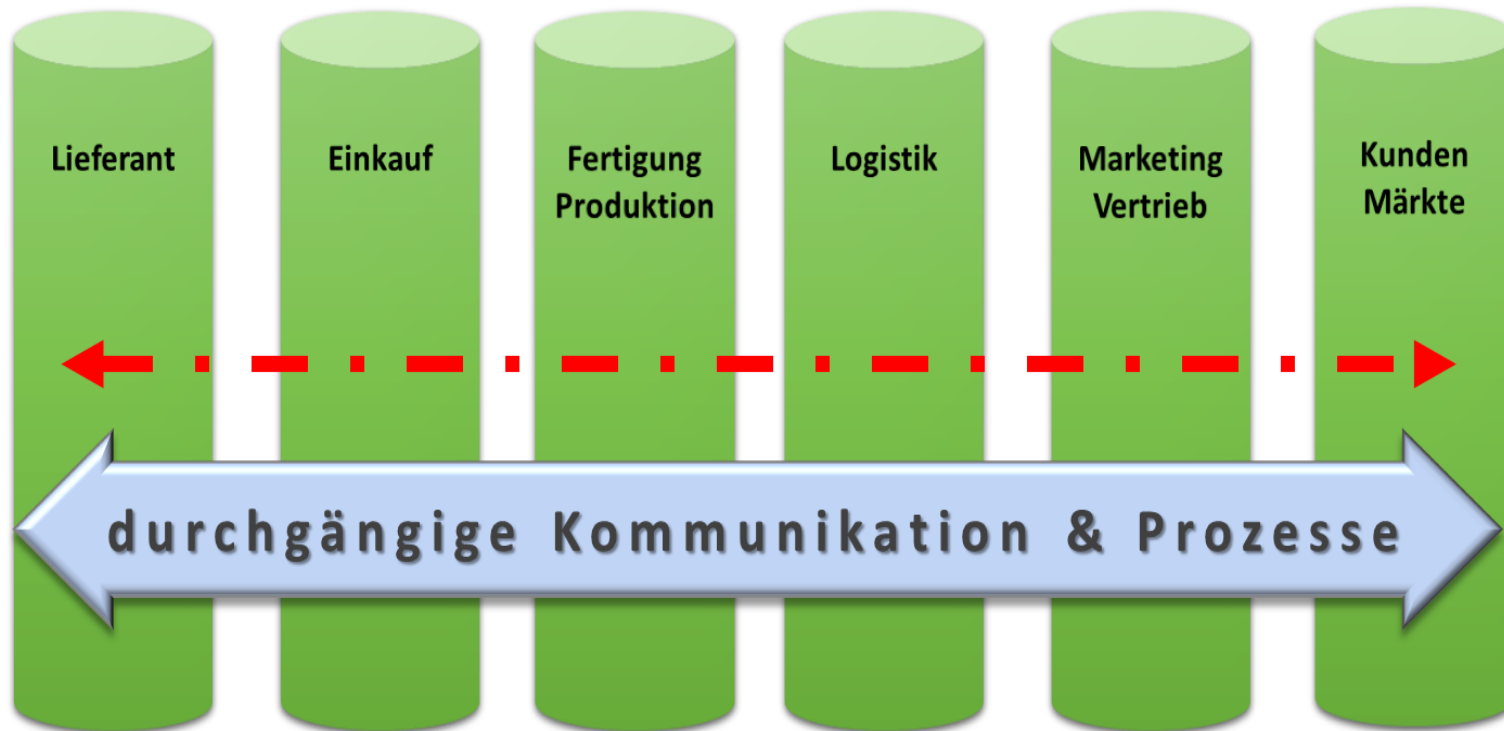 Lieferant
Einkauf
Fertigung
Produktion
Logistik
Marketing
Vertrieb
Kunden
Märkte
durchgängige Kommunikation & Prozesse